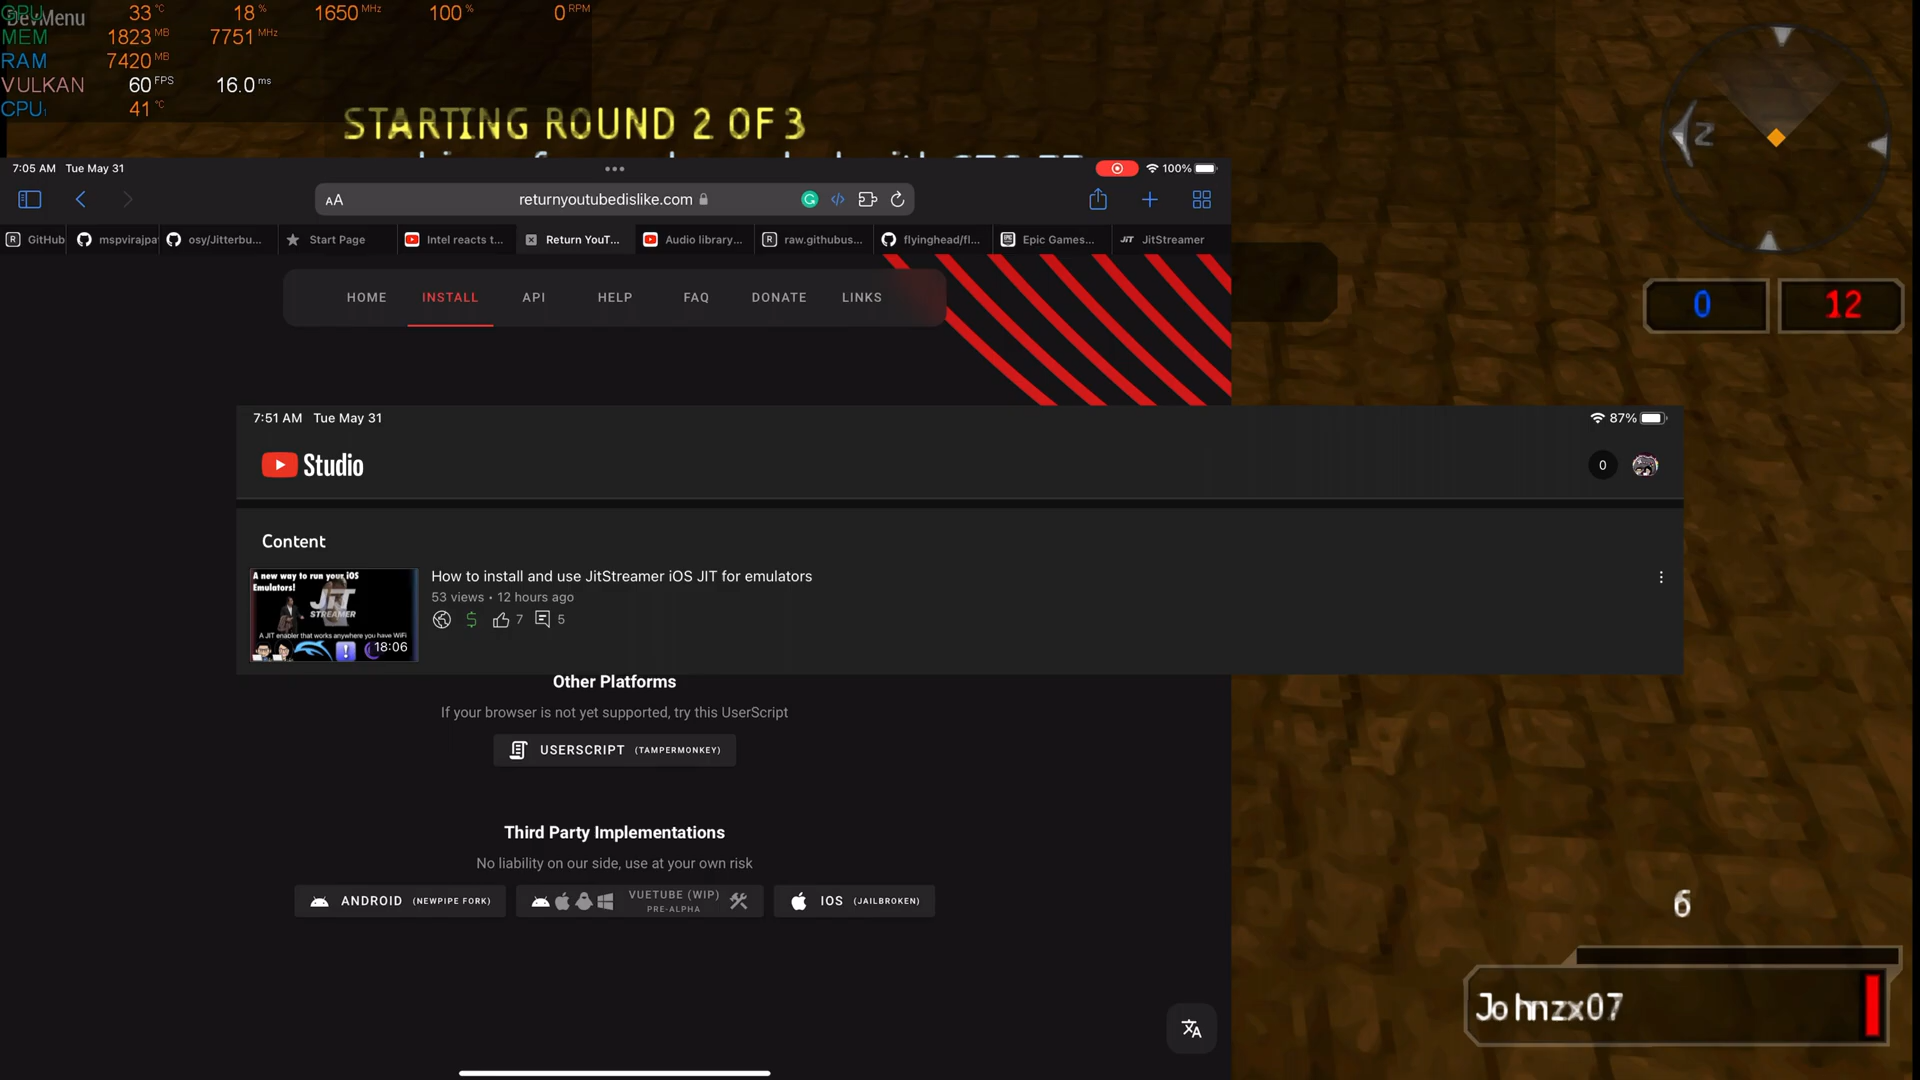 DevMenu
GPU 33 °C 18 % 1650 MHz 100 % 0 RPM
MEM 1823 MB 7751 MHz
RAM 7420 MB
VULKAN 60 FPS 16.0 ms
CPU1 41 °C
STARTING ROUND 2 OF 3
7:05 AM Tue May 31
100%
AA returnyoutubedislike.com
GitHub
mspvirajpa
osy/Jitterbu...
Start Page
Intel reacts t...
Return YouT...
Audio library...
raw.githubus...
flyinghead/fl...
Epic Games...
JiT JitStreamer
HOME INSTALL API HELP FAQ DONATE LINKS
Z
0 12
7:51 AM Tue May 31
87%
Studio
0
Content
A new way to run your iOS
Emulators!
JiT
STREAMER
A JIT enabler that works anywhere you have WiFi
18:06
How to install and use JitStreamer iOS JIT for emulators
53 views • 12 hours ago
$ 7 5
Other Platforms
If your browser is not yet supported, try this UserScript
USERSCRIPT (TAMPERMONKEY)
Third Party Implementations
No liability on our side, use at your own risk
ANDROID (NEWPIPE FORK)
VUETUBE (WIP)
PRE-ALPHA
IOS (JAILBROKEN)
6
Johnzx07